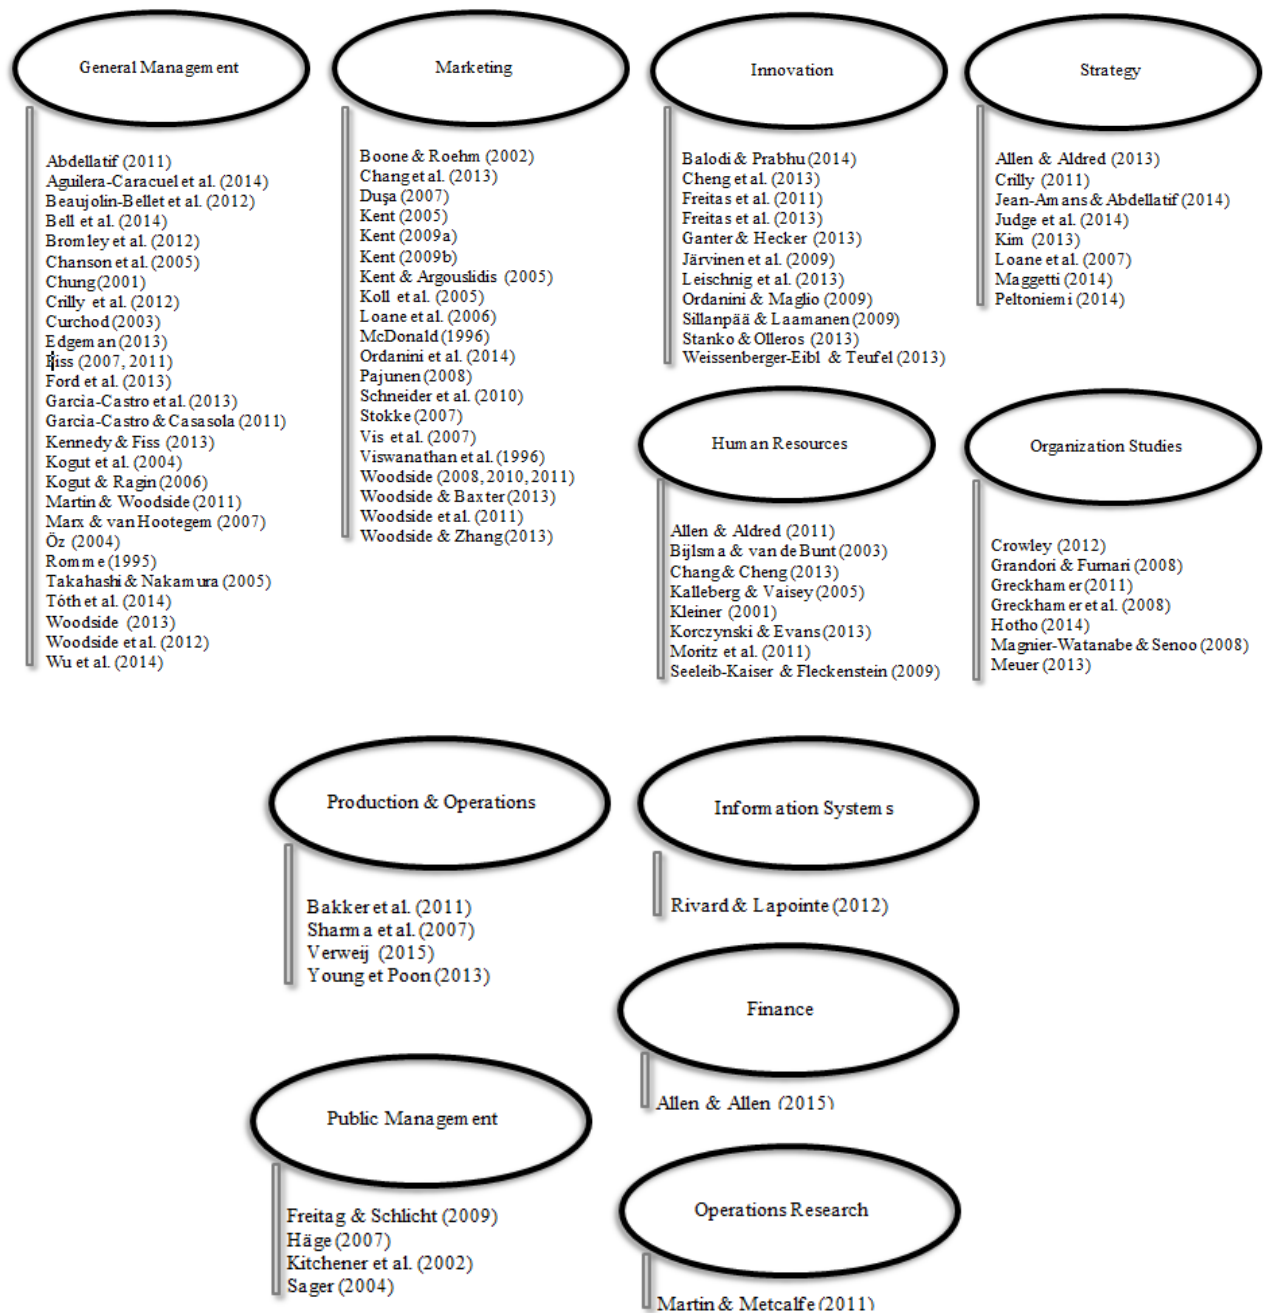 General Management
Abdellatif (2011)
Aguilera-Caracuel et al. (2014)
Beaujolin-Bellet et al. (2012)
Bell et al. (2014)
Bromley et al. (2012)
Chanson et al. (2005)
Chung (2001)
Crilly et al. (2012)
Curchod (2003)
Edgeman (2013)
Fiss (2007, 2011)
Ford et al. (2013)
Garcia-Castro et al. (2013)
Garcia-Castro & Casasola (2011)
Kennedy & Fiss (2013)
Kogut et al. (2004)
Kogut & Ragin (2006)
Martin & Woodside (2011)
Marx & van Hootegem (2007)
Öz (2004)
Romme (1995)
Takahashi & Nakamura (2005)
Tóth et al. (2014)
Woodside (2013)
Woodside et al. (2012)
Wu et al. (2014)
Marketing
Boone & Roehm (2002)
Chang et al. (2013)
Duşa (2007)
Kent (2005)
Kent (2009a)
Kent (2009b)
Kent & Argouslidis (2005)
Koll et al. (2005)
Loane et al. (2006)
McDonald (1996)
Ordanini et al. (2014)
Pajunen (2008)
Schneider et al. (2010)
Stokke (2007)
Vis et al. (2007)
Viswanathan et al. (1996)
Woodside (2008, 2010, 2011)
Woodside & Baxter (2013)
Woodside et al. (2011)
Woodside & Zhang (2013)
Innovation
Balodi & Prabhu (2014)
Cheng et al. (2013)
Freitas et al. (2011)
Freitas et al. (2013)
Ganter & Hecker (2013)
Järvinen et al. (2009)
Leischnig et al. (2013)
Ordanini & Maglio (2009)
Sillanpää & Laamanen (2009)
Stanko & Olleros (2013)
Weissenberger-Eibl & Teufel (2013)
Strategy
Allen & Aldred (2013)
Crilly (2011)
Jean-Amans & Abdellatif (2014)
Judge et al. (2014)
Kim (2013)
Loane et al. (2007)
Maggetti (2014)
Peltoniemi (2014)
Human Resources
Allen & Aldred (2011)
Bijlsma & van de Bunt (2003)
Chang & Cheng (2013)
Kalleberg & Vaisey (2005)
Kleiner (2001)
Korczynski & Evans (2013)
Moritz et al. (2011)
Seeleib-Kaiser & Fleckenstein (2009)
Organization Studies
Crowley (2012)
Grandori & Furnari (2008)
Greckhamer (2011)
Greckhamer et al. (2008)
Hotho (2014)
Magnier-Watanabe & Senoo (2008)
Meuer (2013)
Production & Operations
Bakker et al. (2011)
Sharma et al. (2007)
Verweij (2015)
Young et Poon (2013)
Information Systems
Rivard & Lapointe (2012)
Finance
Allen & Allen (2015)
Public Management
Freitag & Schlicht (2009)
Häge (2007)
Kitchener et al. (2002)
Sager (2004)
Operations Research
Martin & Metcalfe (2011)